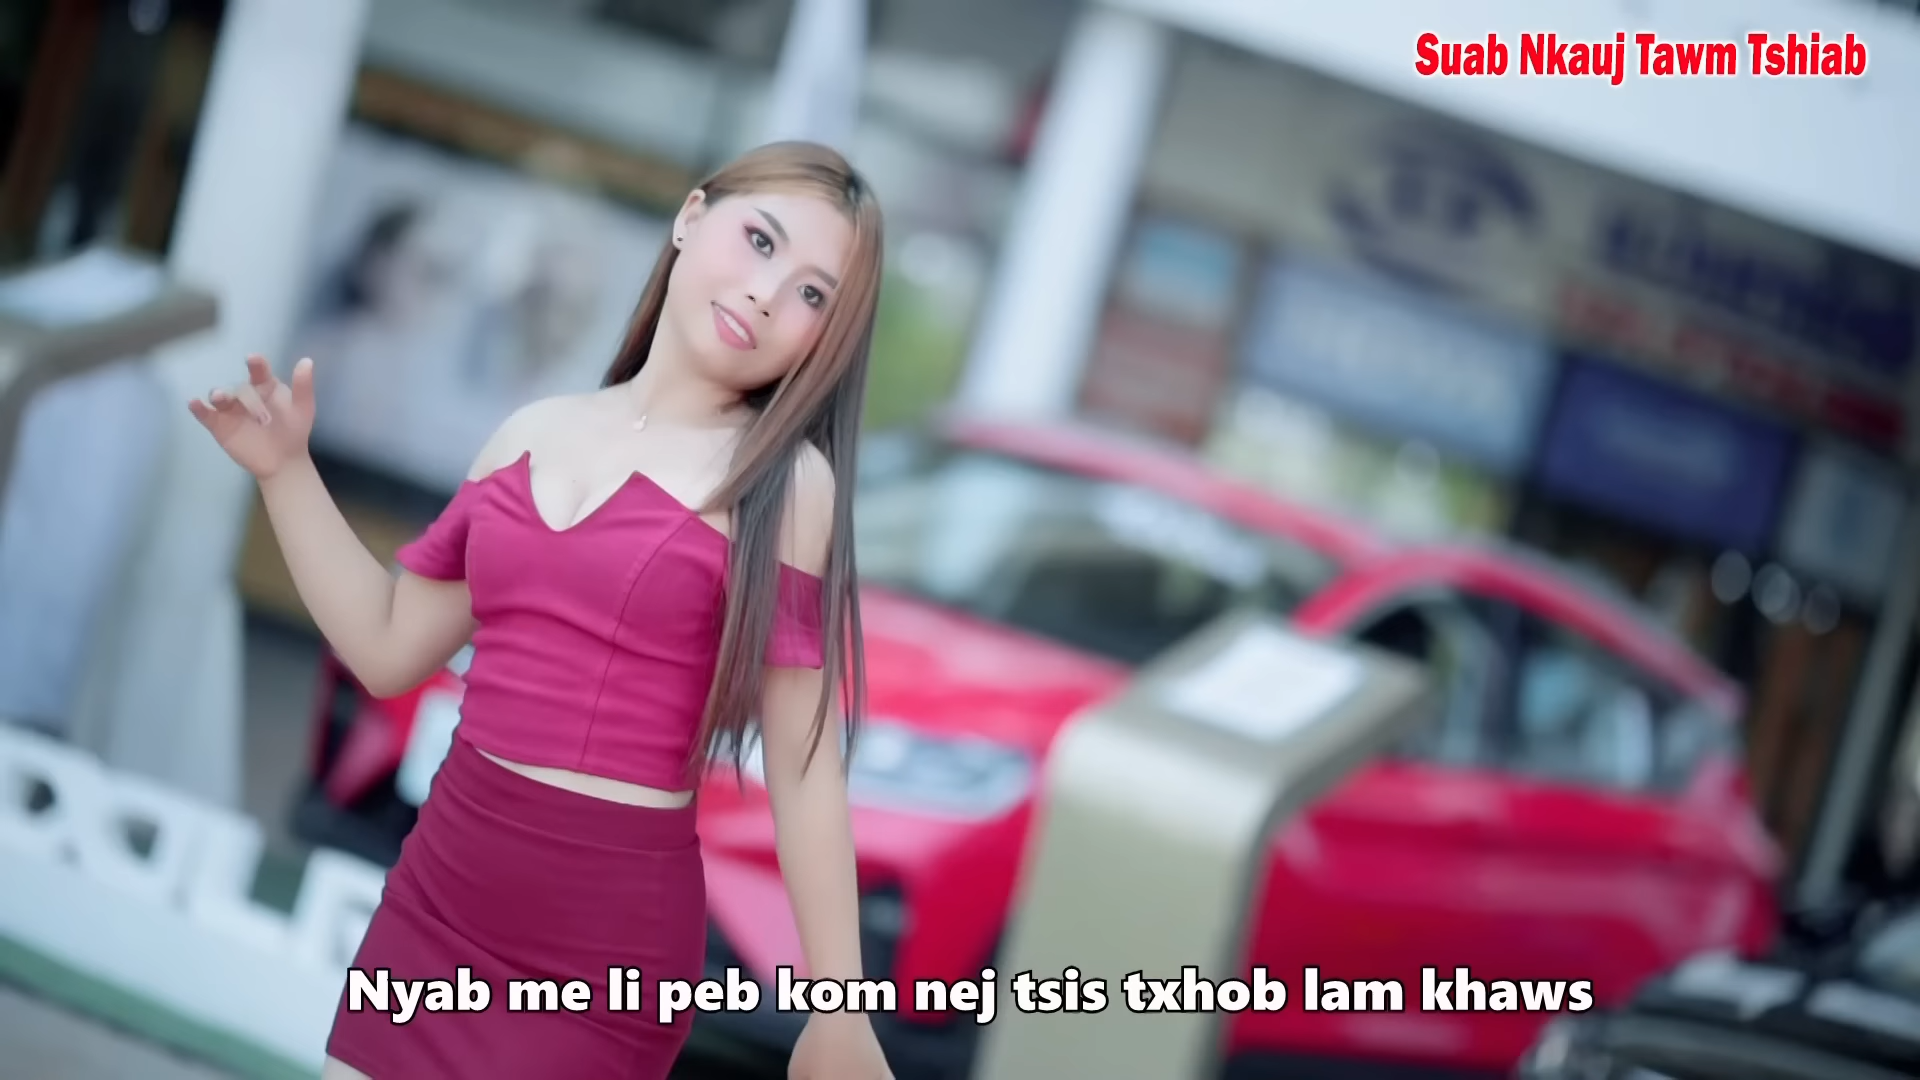 Suab Nkauj Tawm Tshiab
Nyab me li peb kom nej tsis txhob lam khaws